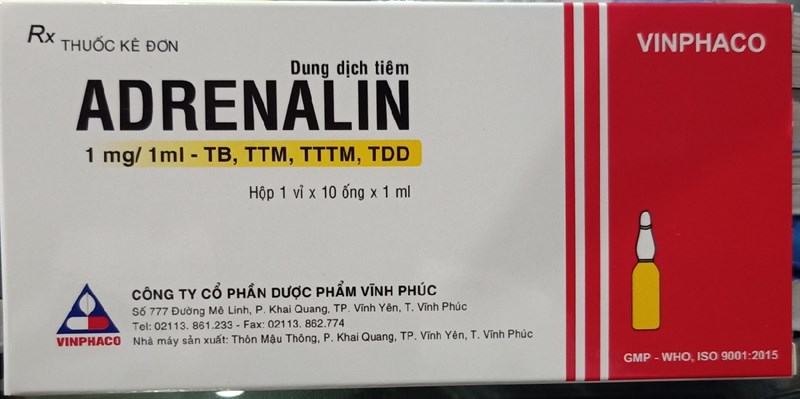 Rx THUỐC KÊ ĐƠN
VINPHACO
Dung dịch tiêm
ADRENALIN
1 mg/ 1ml - TB, TTM, TTTM, TDD
Hộp 1 vỉ x 10 ống x 1 ml
CÔNG TY CỔ PHẦN DƯỢC PHẨM VĨNH PHÚC
Số 777 Đường Mê Linh, P. Khai Quang, TP. Vĩnh Yên, T. Vĩnh Phúc
Tel: 02113. 861.233 - Fax: 02113. 862.774
Nhà máy sản xuất: Thôn Mậu Thông, P. Khai Quang, TP. Vĩnh Yên, T. Vĩnh Phúc
VINPHACO
GMP - WHO, ISO 9001:2015